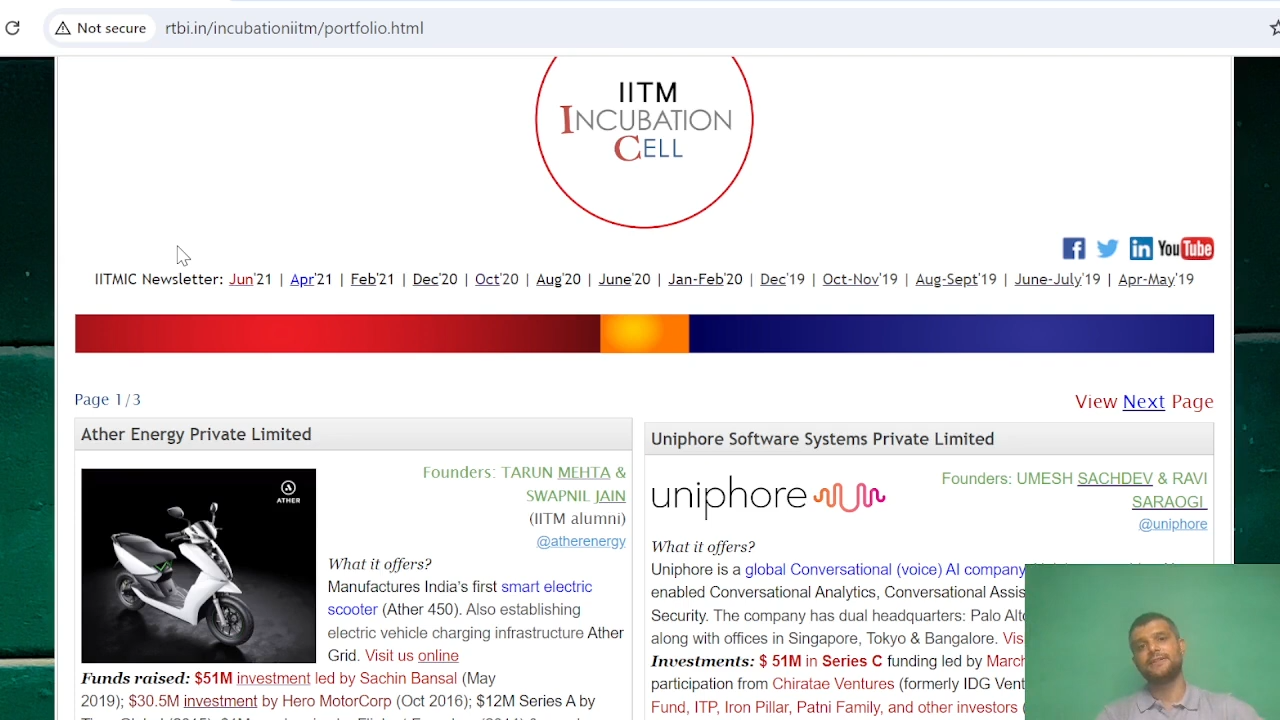 Not secure
rtbi.in/incubationiitm/portfolio.html
IITM
INCUBATION
CELL
You Tube
IITMIC Newsletter: Jun'21 | Apr'21 | Feb'21 | Dec'20 | Oct'20 | Aug'20 | June'20 | Jan-Feb'20 | Dec'19 | Oct-Nov'19 | Aug-Sept'19 | June-July'19 | Apr-May'19
Page 1/3
View Next Page
Ather Energy Private Limited
ATHER
Founders: TARUN MEHTA &
SWAPNIL JAIN
(IITM alumni)
@atherenergy
What it offers?
Manufactures India's first smart electric
scooter (Ather 450). Also establishing
electric vehicle charging infrastructure Ather
Grid. Visit us online
Funds raised: $51M investment led by Sachin Bansal (May
2019); $30.5M investment by Hero MotorCorp (Oct 2016); $12M Series A by
Uniphore Software Systems Private Limited
uniphore
Founders: UMESH SACHDEV & RAVI
SARAOGI
@uniphore
What it offers?
Uniphore is a global Conversational (voice) AI company
enabled Conversational Analytics, Conversational Assis
Security. The company has dual headquarters: Palo Alto
along with offices in Singapore, Tokyo & Bangalore. Vis
Investments: $ 51M in Series C funding led by March
participation from Chiratae Ventures (formerly IDG Vent
Fund, ITP, Iron Pillar, Patni Family, and other investors (